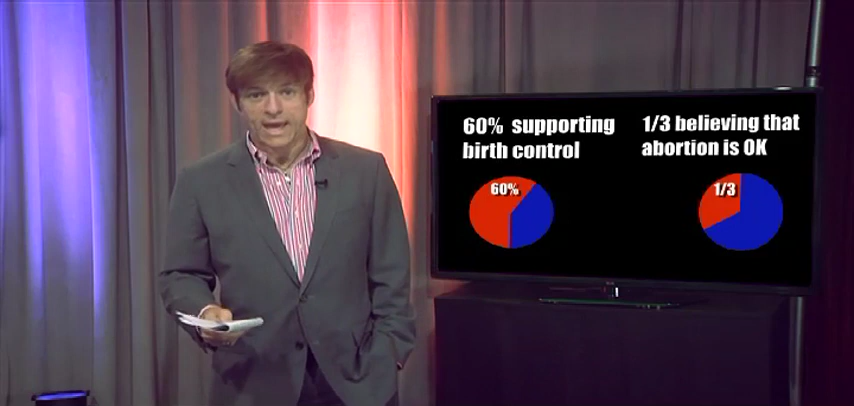 60% supporting
birth control
60%
1/3 believing that
abortion is OK
1/3